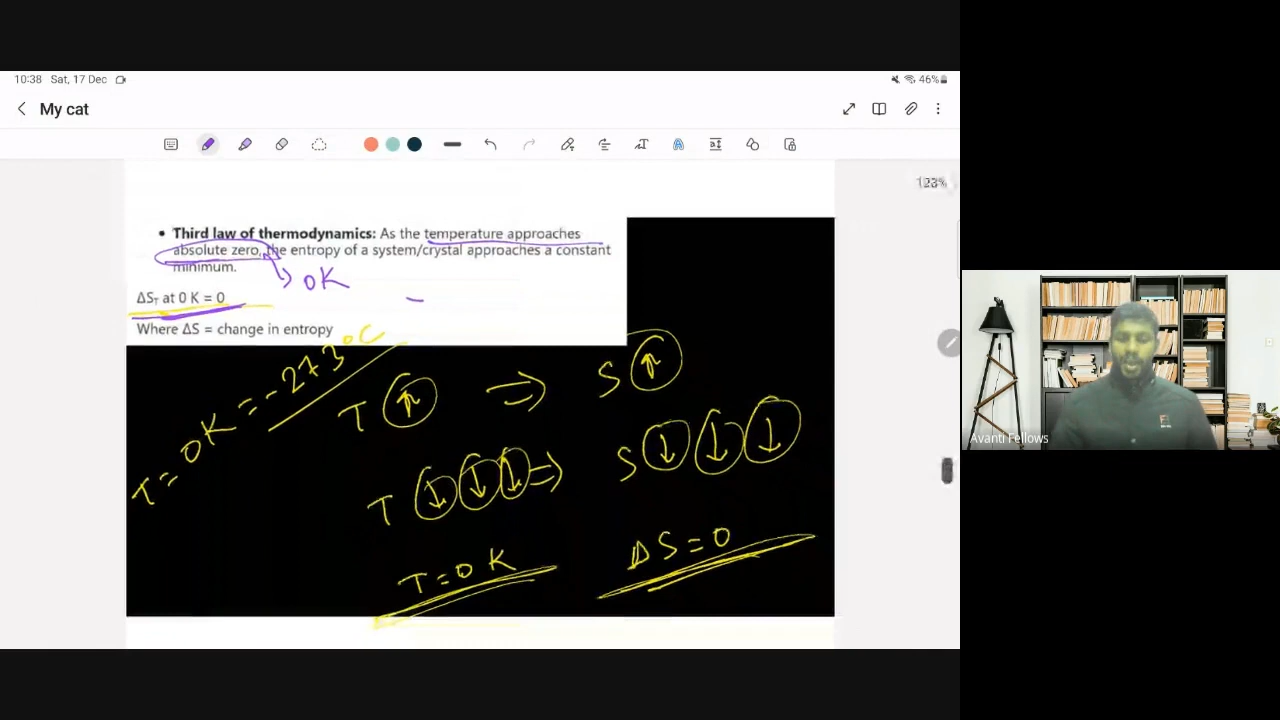 10:38 Sat, 17 Dec
46%
My cat
123%
• Third law of thermodynamics: As the temperature approaches
absolute zero, the entropy of a system/crystal approaches a constant
minimum.
→ 0K
ΔS_T at 0 K = 0
Where ΔS = change in entropy
T = 0K = -273°C
T ↑ ⇒ S ↑
T ↓ ↓ ↓ ⇒ S ↓ ↓ ↓
T = 0 K ΔS = 0
Avanti Fellows